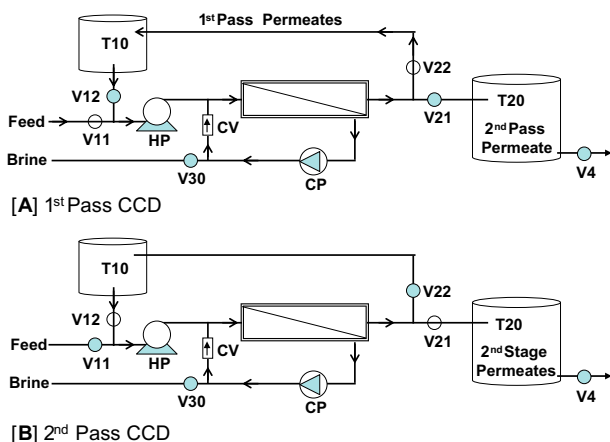 1st Pass Permeates
T10
V12
V22
Feed
V11
HP
CV
V21
T20
2nd Pass
Permeate
V4
Brine
V30
CP
[A] 1st Pass CCD
T10
V12
V22
Feed
V11
HP
CV
V21
T20
2nd Stage
Permeates
V4
Brine
V30
CP
[B] 2nd Pass CCD